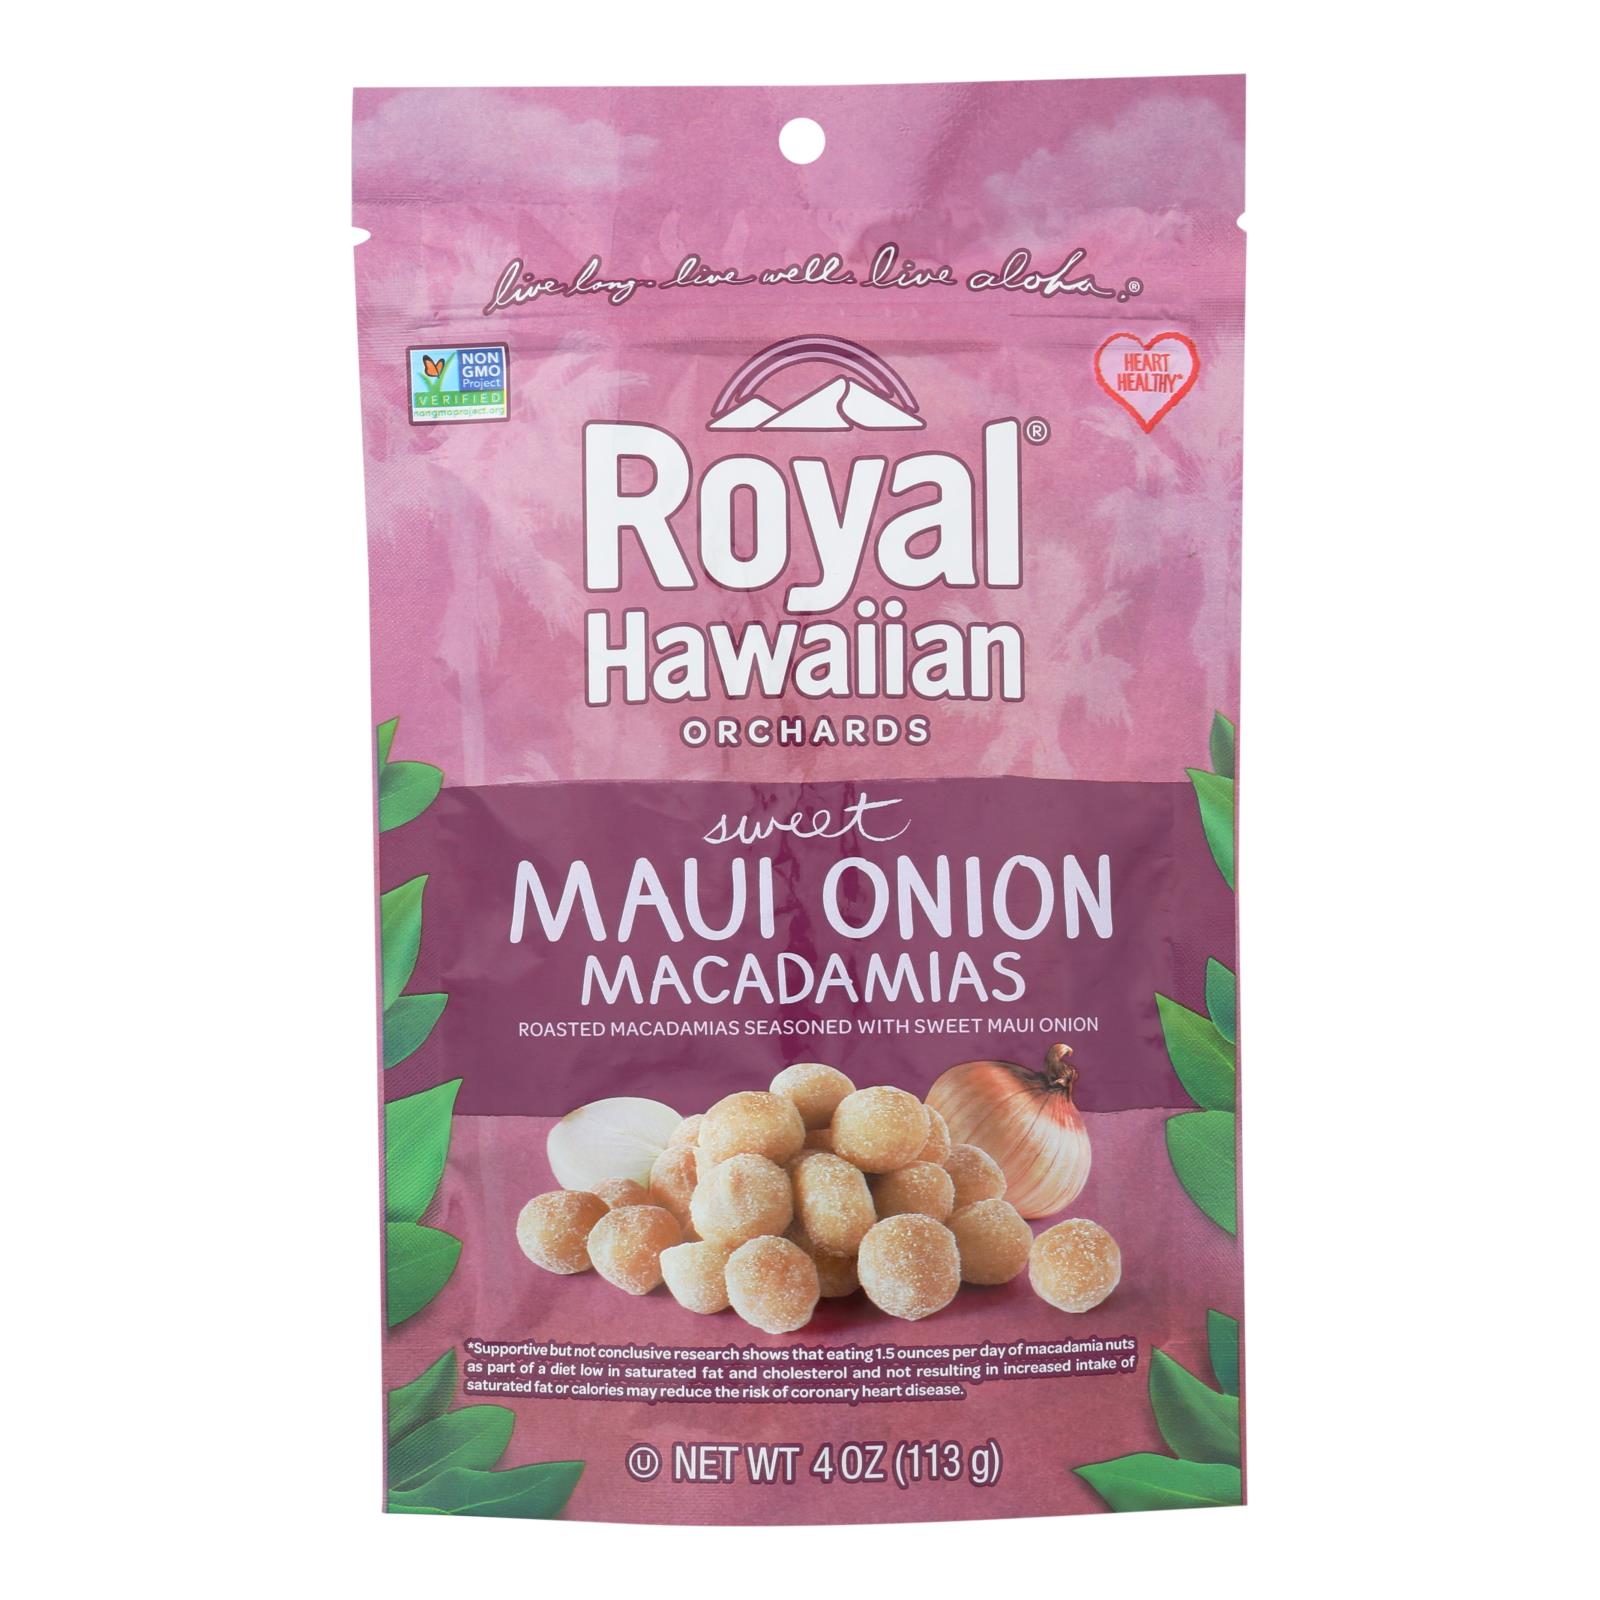 live long. live well. live aloha.®
NON
GMO
Project
VERIFIED
nongmoproject.org
HEART
HEALTHY*
Royal®
Hawaiian
ORCHARDS
sweet
MAUI ONION
MACADAMIAS
ROASTED MACADAMIAS SEASONED WITH SWEET MAUI ONION
*Supportive but not conclusive research shows that eating 1.5 ounces per day of macadamia nuts
as part of a diet low in saturated fat and cholesterol and not resulting in increased intake of
saturated fat or calories may reduce the risk of coronary heart disease.
U NET WT 4 OZ (113 g)